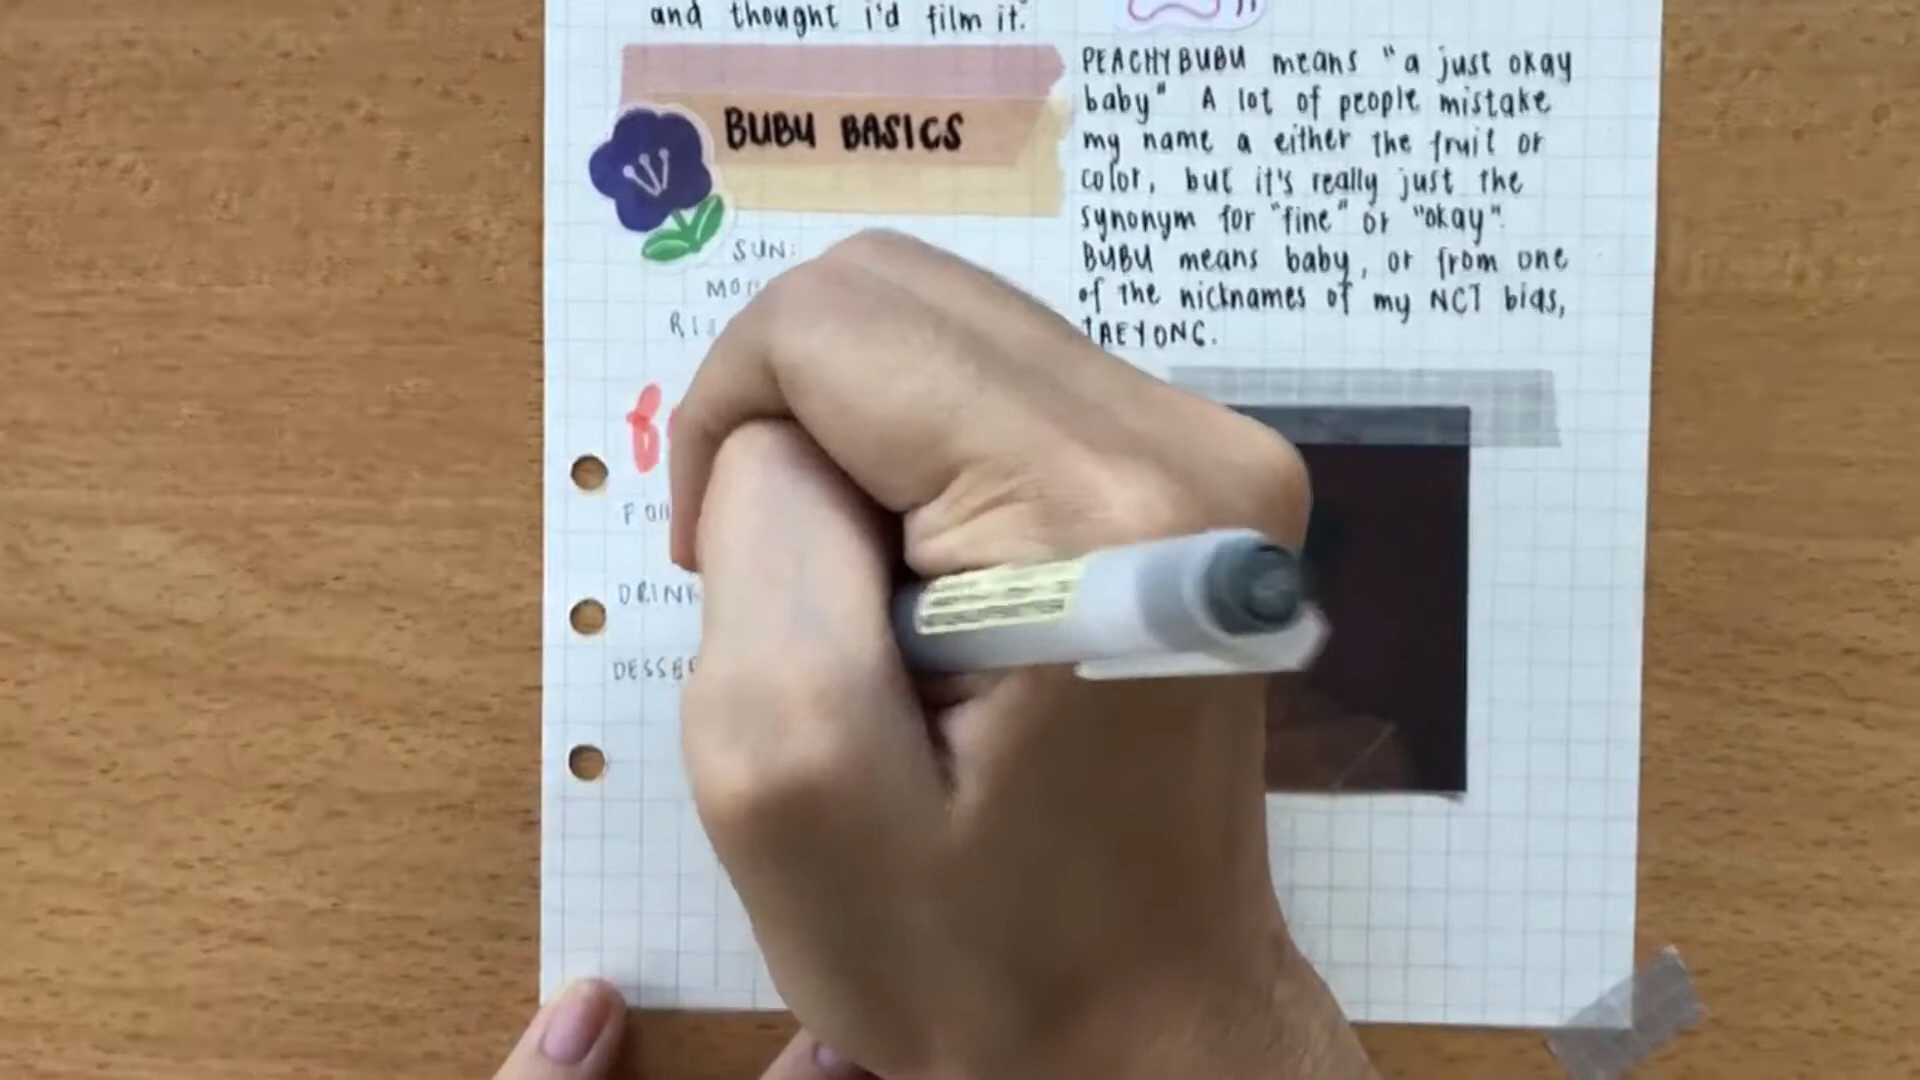 and thought i'd film it.
BUBU BASICS
SUN:
PEACHYBUBU means "a just okay
baby" A lot of people mistake
my name a either the fruit or
color, but it's really just the
synonym for "fine" or "okay".
BUBU means baby, or from one
of the nicknames of my NCT bias,
TAEYONG.